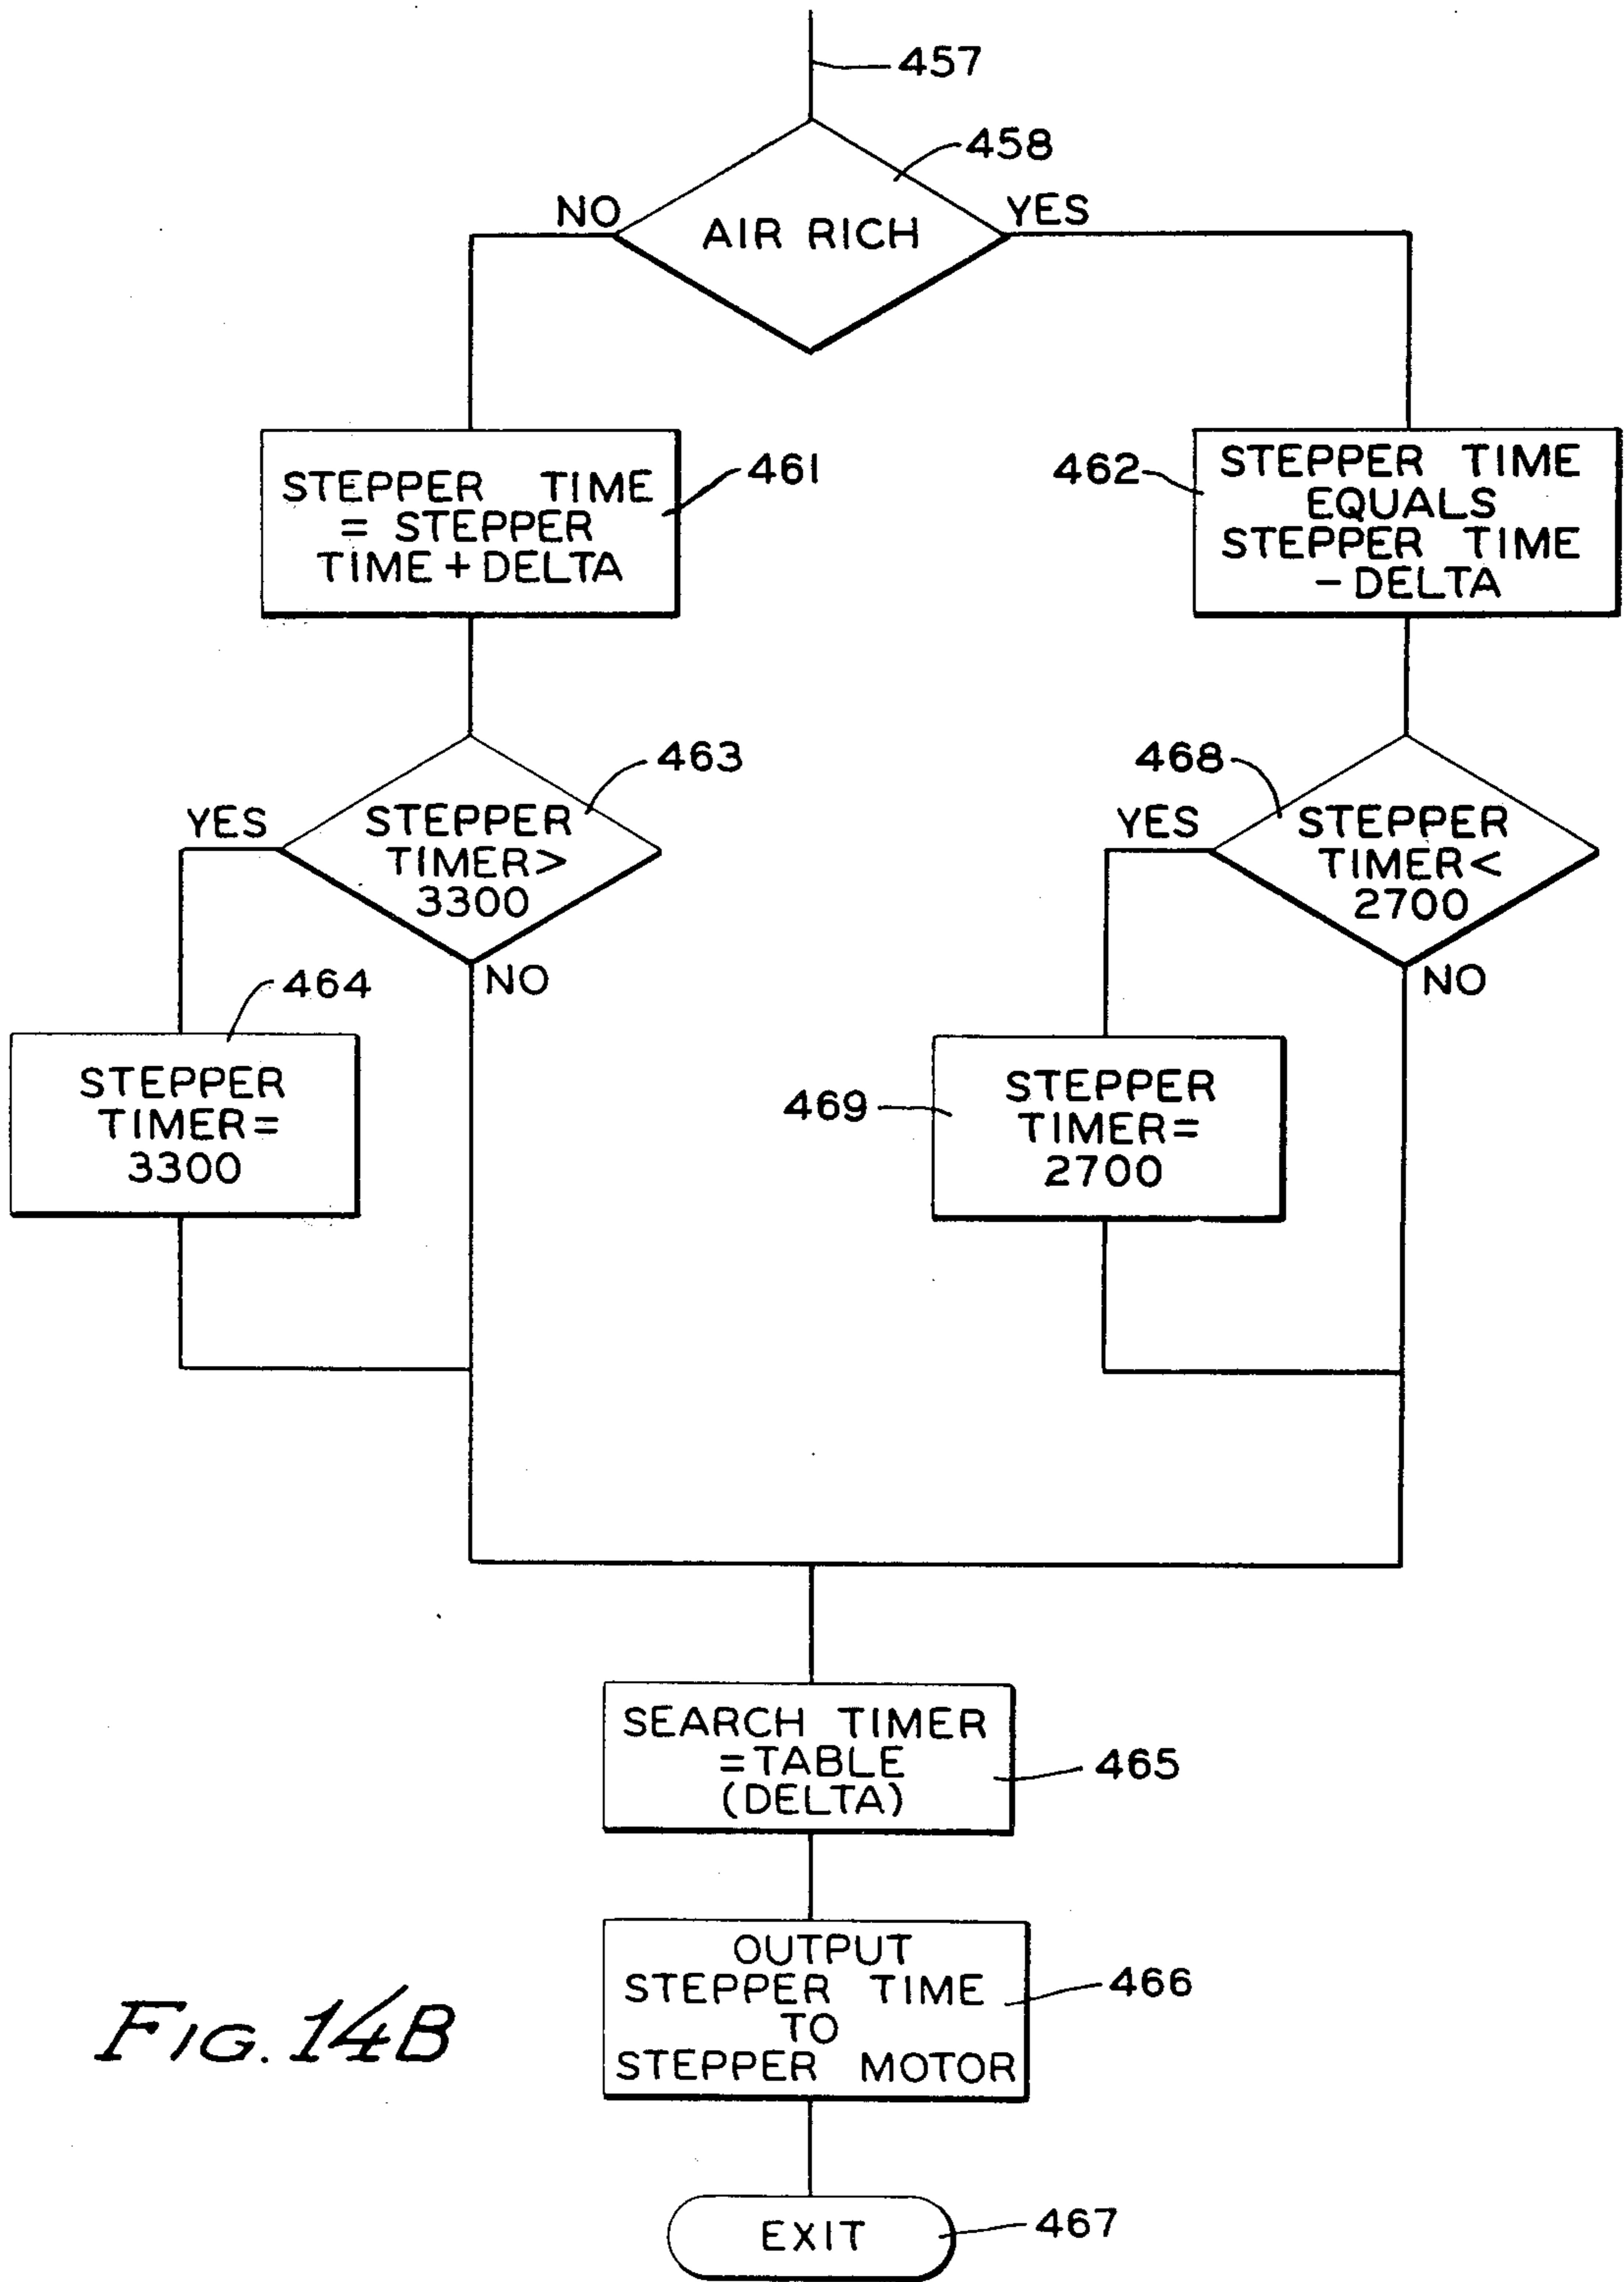 457
458
NO
YES
AIR RICH
STEPPER TIME
= STEPPER
TIME + DELTA
461
462
STEPPER TIME
EQUALS
STEPPER TIME
- DELTA
463
YES
STEPPER
TIMER >
3300
NO
468
YES
STEPPER
TIMER <
2700
NO
464
STEPPER
TIMER =
3300
469
STEPPER
TIMER =
2700
SEARCH TIMER
= TABLE
(DELTA)
465
OUTPUT
STEPPER TIME
TO
STEPPER MOTOR
466
FIG. 14B
EXIT
467